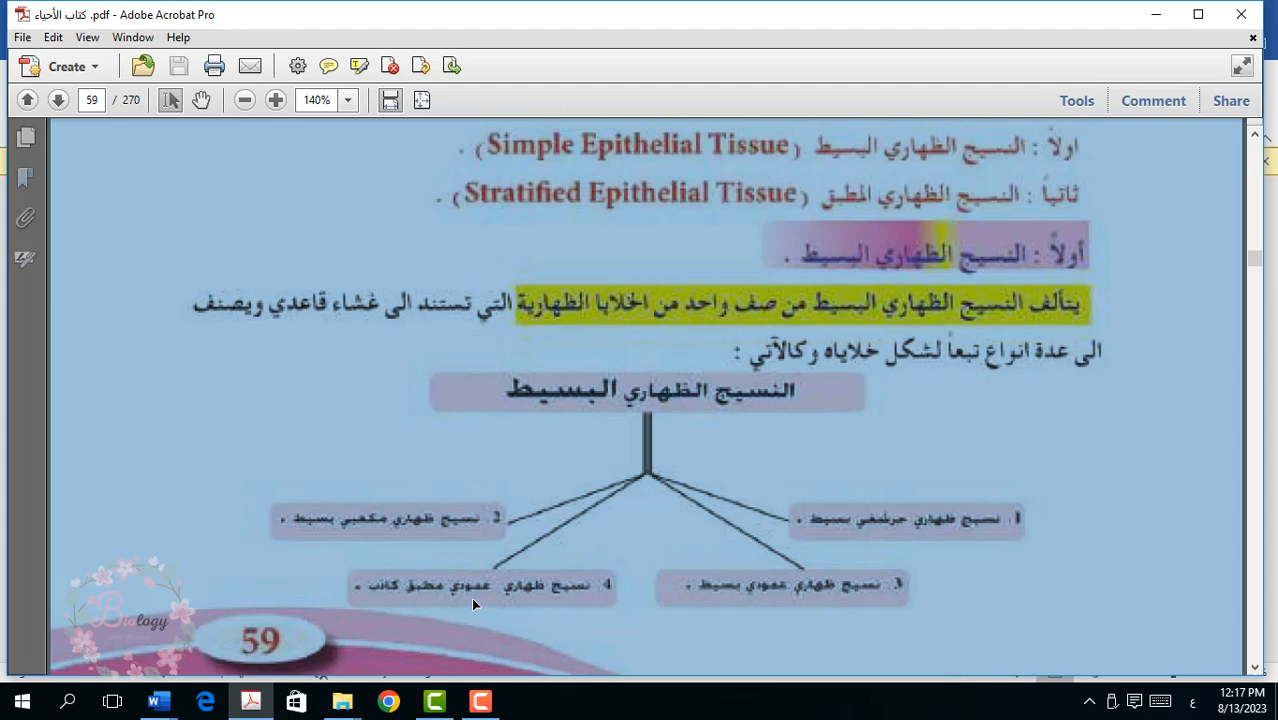 كتاب الأحياء .pdf - Adobe Acrobat Pro
File Edit View Window Help
Create
59 / 270 140% Tools Comment Share
اولاً : النسيج الظهاري البسيط (Simple Epithelial Tissue) .
ثانياً : النسيج الظهاري المطبق (Stratified Epithelial Tissue) .
أولاً : النسيج الظهاري البسيط .
يتألف النسيج الظهاري البسيط من صف واحد من الخلايا الظهارية التي تستند الى غشاء قاعدي ويصنف
الى عدة انواع تبعاً لشكل خلاياه وكالآتي :
النسيج الظهاري البسيط
1. نسيج ظهاري حرشفي بسيط .
2. نسيج ظهاري مكعبي بسيط .
3. نسيج ظهاري عمودي بسيط .
4. نسيج ظهاري عمودي مطبق كاذب .
Biology
59
12:17 PM
ع
8/13/2023